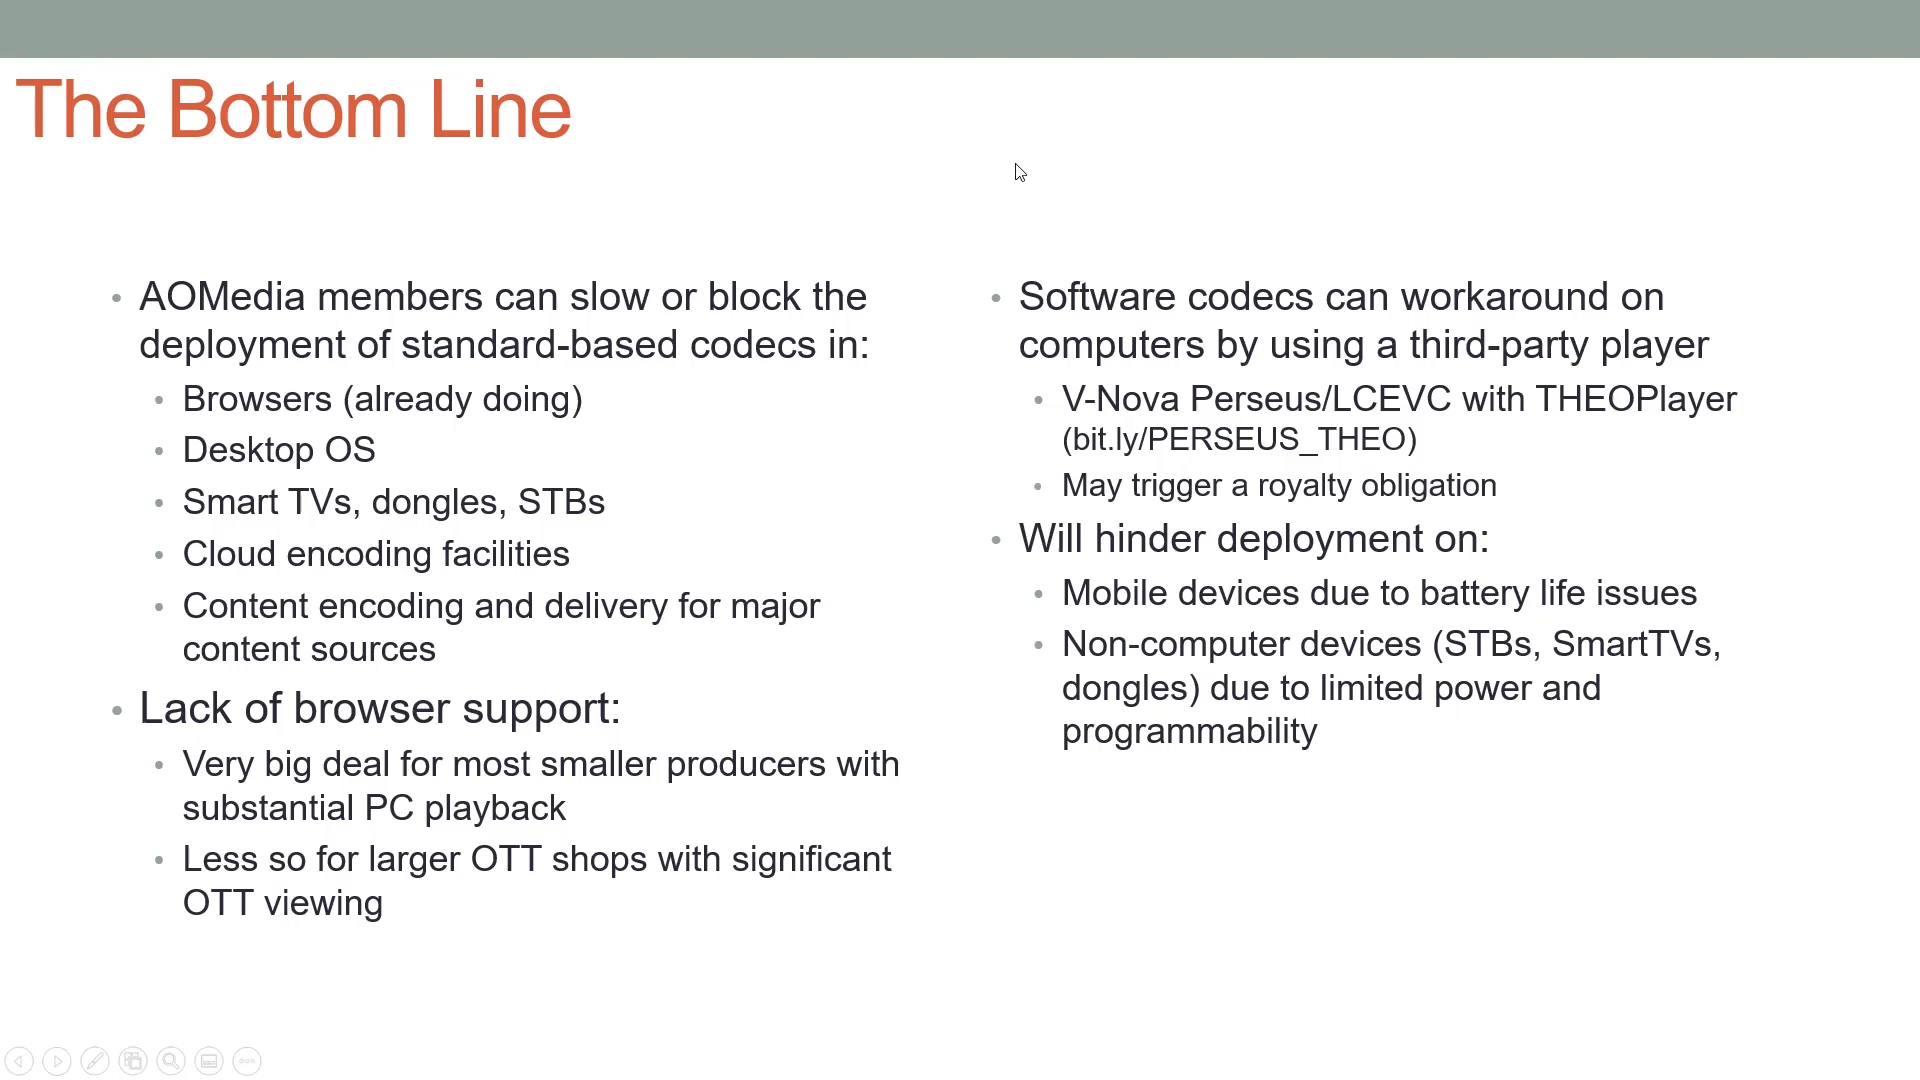 The Bottom Line
• AOMedia members can slow or block the
deployment of standard-based codecs in:
• Browsers (already doing)
• Desktop OS
• Smart TVs, dongles, STBs
• Cloud encoding facilities
• Content encoding and delivery for major
content sources
• Lack of browser support:
• Very big deal for most smaller producers with
substantial PC playback
• Less so for larger OTT shops with significant
OTT viewing
• Software codecs can workaround on
computers by using a third-party player
• V-Nova Perseus/LCEVC with THEOPlayer
(bit.ly/PERSEUS_THEO)
• May trigger a royalty obligation
• Will hinder deployment on:
• Mobile devices due to battery life issues
• Non-computer devices (STBs, SmartTVs,
dongles) due to limited power and
programmability